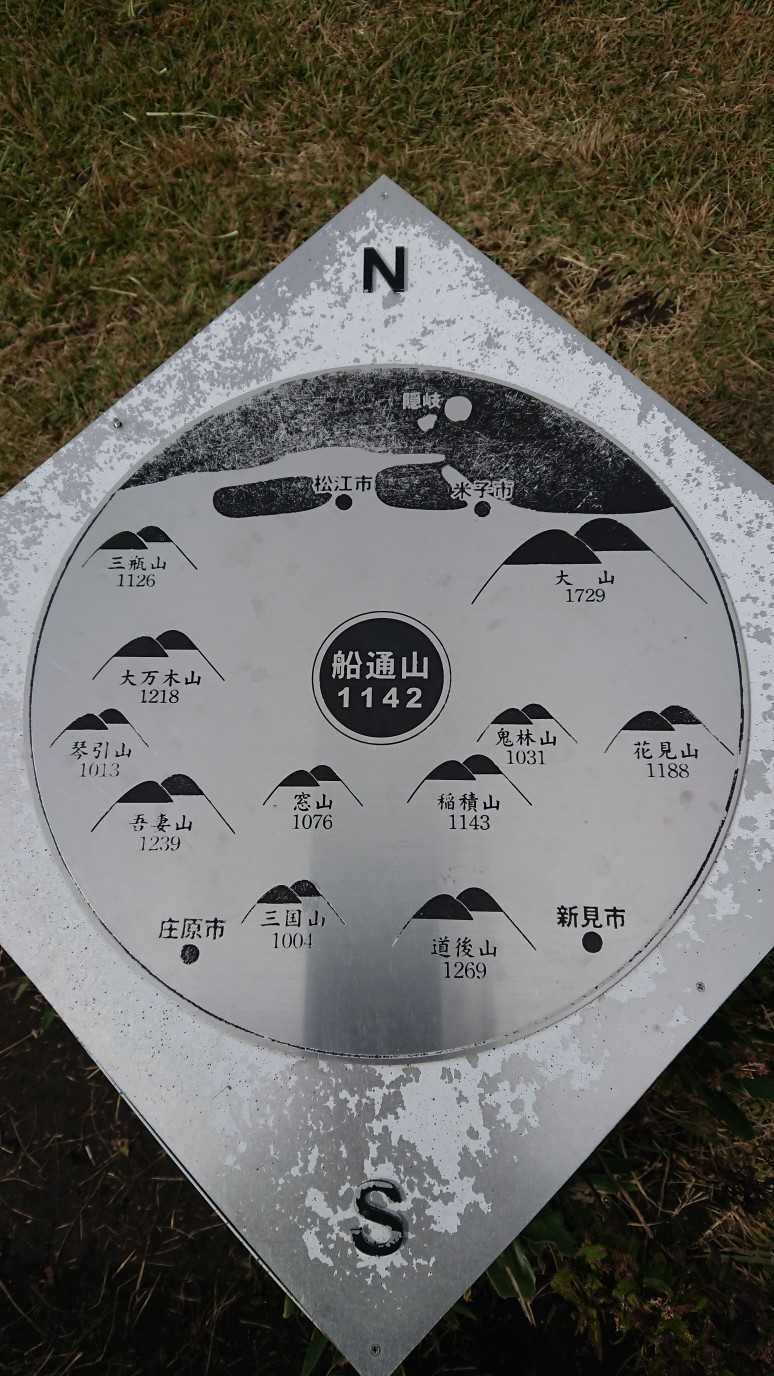 N
隠岐
松江市
米子市
三瓶山
1126
大山
1729
船通山
1142
大万木山
1218
琴引山
1013
鬼林山
1031
花見山
1188
吾妻山
1239
窓山
1076
稲積山
1143
庄原市
三国山
1004
道後山
1269
新見市
S